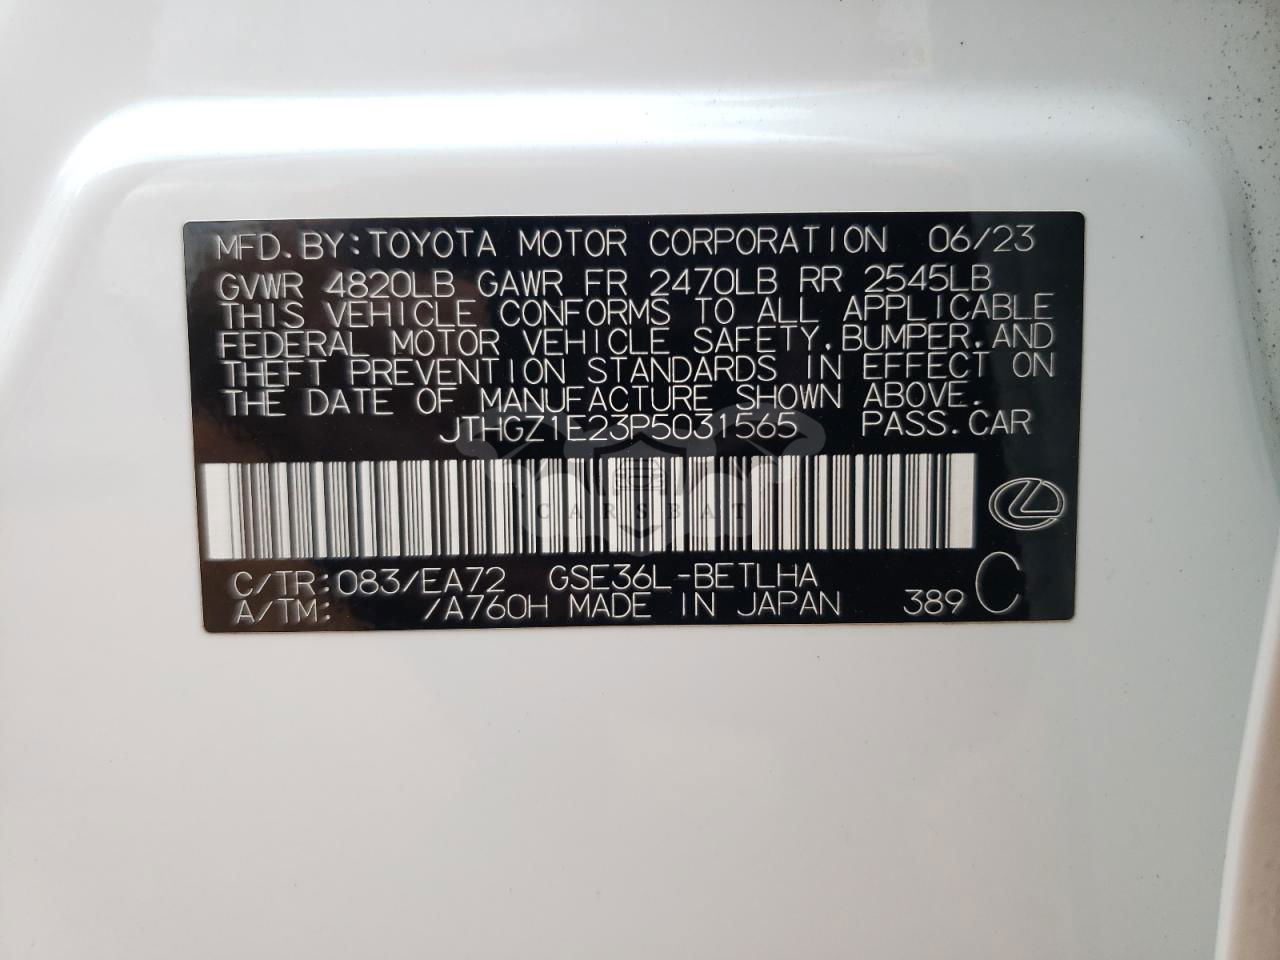 MFD. BY: TOYOTA MOTOR CORPORATION 06/23
GVWR 4820LB GAWR FR 2470LB RR 2545LB
THIS VEHICLE CONFORMS TO ALL APPLICABLE
FEDERAL MOTOR VEHICLE SAFETY, BUMPER, AND
THEFT PREVENTION STANDARDS IN EFFECT ON
THE DATE OF MANUFACTURE SHOWN ABOVE.
JTHGZ1E23P5031565 PASS. CAR
CARSBAT
C/TR: 083/EA72 GSE36L-BETLHA
A/TM: /A760H MADE IN JAPAN 389 C